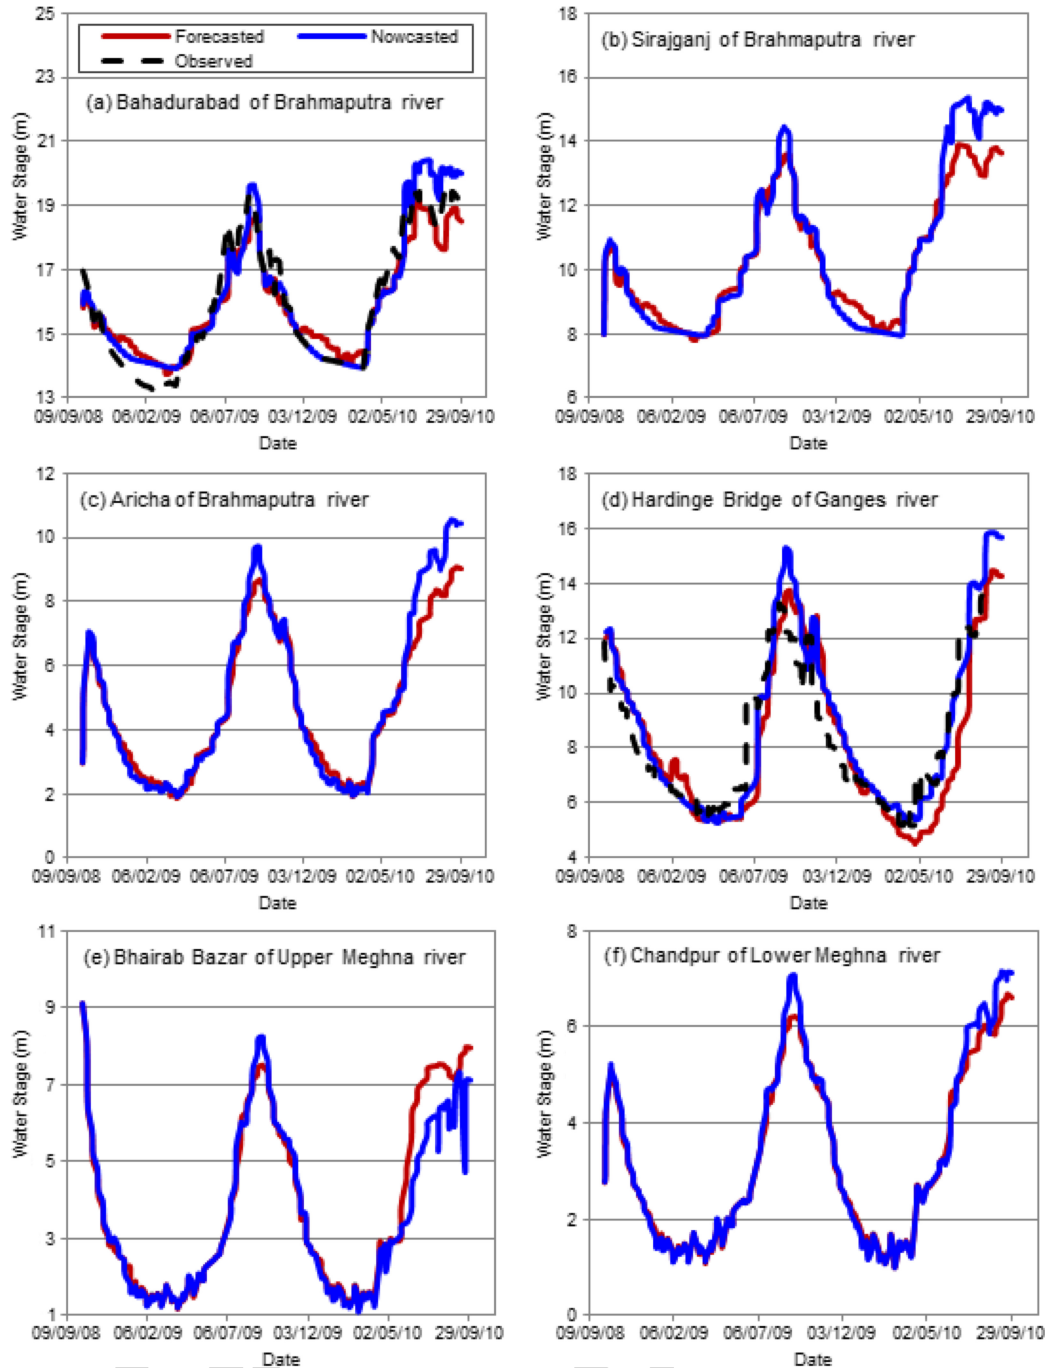 25
23
21
19
17
15
13
Water Stage (m)
Forecasted
Nowcasted
Observed
(a) Bahadurabad of Brahmaputra river
09/09/08 06/02/09 06/07/09 03/12/09 02/05/10 29/09/10
Date
18
16
14
12
10
8
6
Water Stage (m)
(b) Sirajganj of Brahmaputra river
09/09/08 06/02/09 06/07/09 03/12/09 02/05/10 29/09/10
Date
12
10
8
6
4
2
0
Water Stage (m)
(c) Aricha of Brahmaputra river
09/09/08 06/02/09 06/07/09 03/12/09 02/05/10 29/09/10
Date
18
16
14
12
10
8
6
4
Water Stage (m)
(d) Hardinge Bridge of Ganges river
09/09/08 06/02/09 06/07/09 03/12/09 02/05/10 29/09/10
Date
11
9
7
5
3
1
Water Stage (m)
(e) Bhairab Bazar of Upper Meghna river
09/09/08 06/02/09 06/07/09 03/12/09 02/05/10 29/09/10
Date
8
6
4
2
0
Water Stage (m)
(f) Chandpur of Lower Meghna river
09/09/08 06/02/09 06/07/09 03/12/09 02/05/10 29/09/10
Date